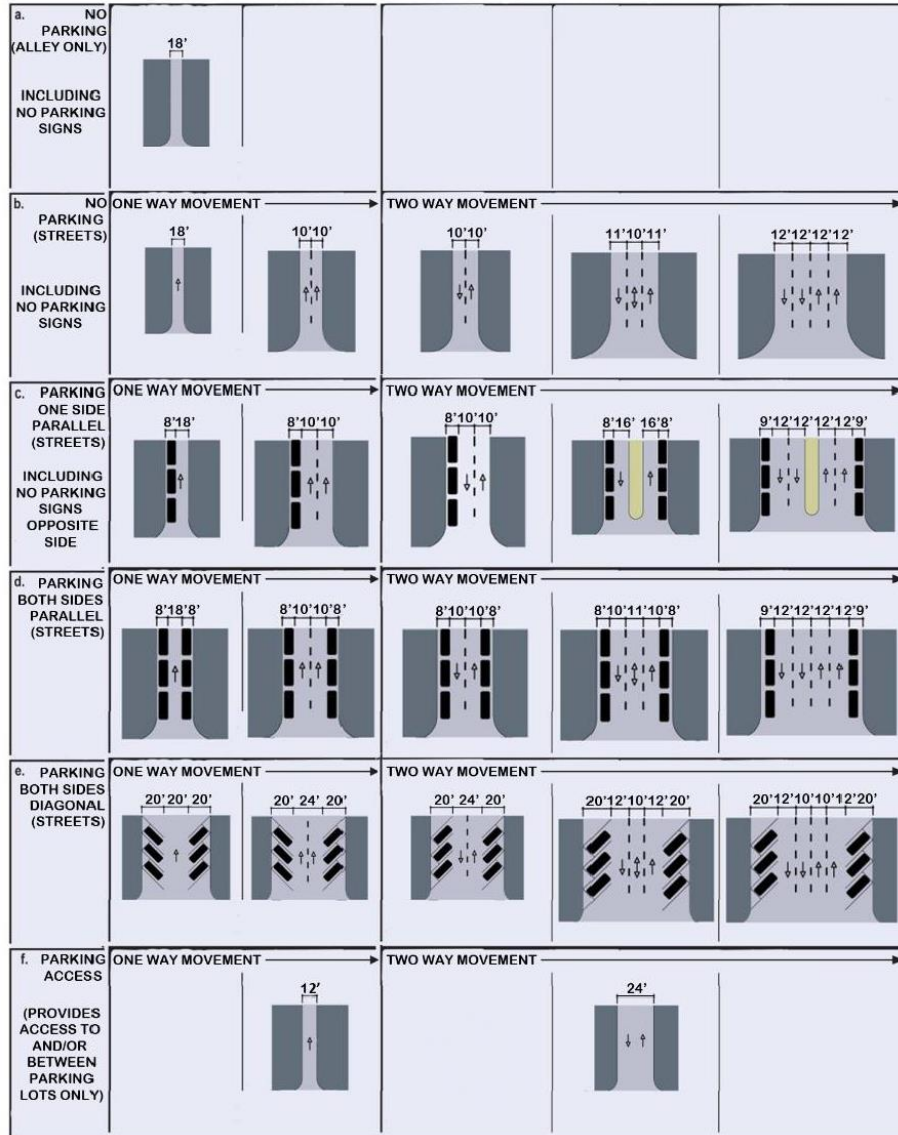 a. NO
PARKING
(ALLEY ONLY)
INCLUDING
NO PARKING
SIGNS
18'
b. NO
PARKING
(STREETS)
INCLUDING
NO PARKING
SIGNS
ONE WAY MOVEMENT
TWO WAY MOVEMENT
18'
10'10'
10'10'
11'10'11'
12'12'12'12'
c. PARKING
ONE SIDE
PARALLEL
(STREETS)
INCLUDING
NO PARKING
SIGNS
OPPOSITE
SIDE
ONE WAY MOVEMENT
TWO WAY MOVEMENT
8'18'
8'10'10'
8'10'10'
8'16' 16'8'
9'12'12'2'12'12'9'
d. PARKING
BOTH SIDES
PARALLEL
(STREETS)
ONE WAY MOVEMENT
TWO WAY MOVEMENT
8'18'8'
8'10'10'8'
8'10'10'8'
8'10'11'10'8'
9'12'12'12'12'9'
e. PARKING
BOTH SIDES
DIAGONAL
(STREETS)
ONE WAY MOVEMENT
TWO WAY MOVEMENT
20' 20' 20'
20' 24' 20'
20' 24' 20'
20'12'10'12'20'
20'12'10'10'12'20'
f. PARKING
ACCESS
(PROVIDES
ACCESS TO
AND/OR
BETWEEN
PARKING
LOTS ONLY)
ONE WAY MOVEMENT
TWO WAY MOVEMENT
12'
24'